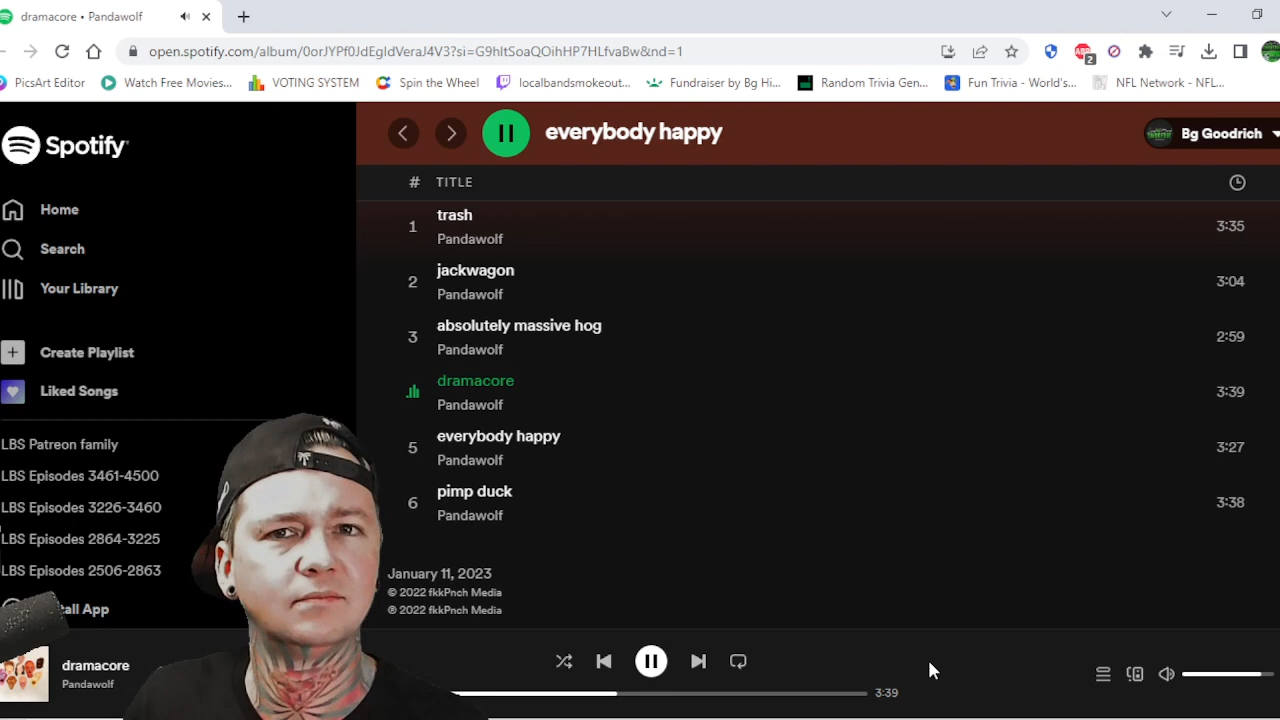 dramacore • Pandawolf
open.spotify.com/album/0orJYPf0JdEgIdVeraJ4V3?si=G9hltSoaQOihHP7HLfvaBw&nd=1
2
PicsArt Editor
Watch Free Movies...
VOTING SYSTEM
Spin the Wheel
localbandsmokeout...
Fundraiser by Bg Hi...
Random Trivia Gen...
Fun Trivia - World's...
NFL Network - NFL...
Spotify
everybody happy
Bg Goodrich
Home
Search
Your Library
Create Playlist
Liked Songs
LBS Patreon family
LBS Episodes 3461-4500
LBS Episodes 3226-3460
LBS Episodes 2864-3225
LBS Episodes 2506-2863
tall App
# TITLE
1 trash 3:35
Pandawolf
2 jackwagon 3:04
Pandawolf
3 absolutely massive hog 2:59
Pandawolf
dramacore 3:39
Pandawolf
5 everybody happy 3:27
Pandawolf
6 pimp duck 3:38
Pandawolf
January 11, 2023
© 2022 fkkPnch Media
℗ 2022 fkkPnch Media
dramacore
Pandawolf
3:39